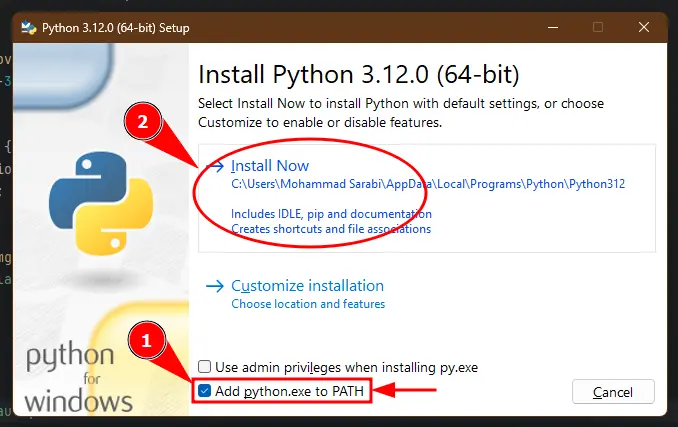 Python 3.12.0 (64-bit) Setup
Install Python 3.12.0 (64-bit)
Select Install Now to install Python with default settings, or choose
Customize to enable or disable features.
2
Install Now
C:\Users\Mohammad Sarabi\AppData\Local\Programs\Python\Python312
Includes IDLE, pip and documentation
Creates shortcuts and file associations
Customize installation
Choose location and features
1
Use admin privileges when installing py.exe
Add python.exe to PATH
Cancel
python
for
windows